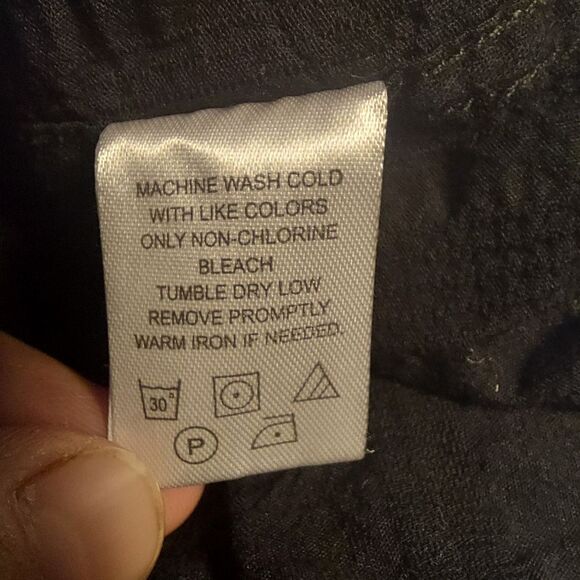 MACHINE WASH COLD
WITH LIKE COLORS
ONLY NON-CHLORINE
BLEACH
TUMBLE DRY LOW
REMOVE PROMPTLY
WARM IRON IF NEEDED.
30°
P